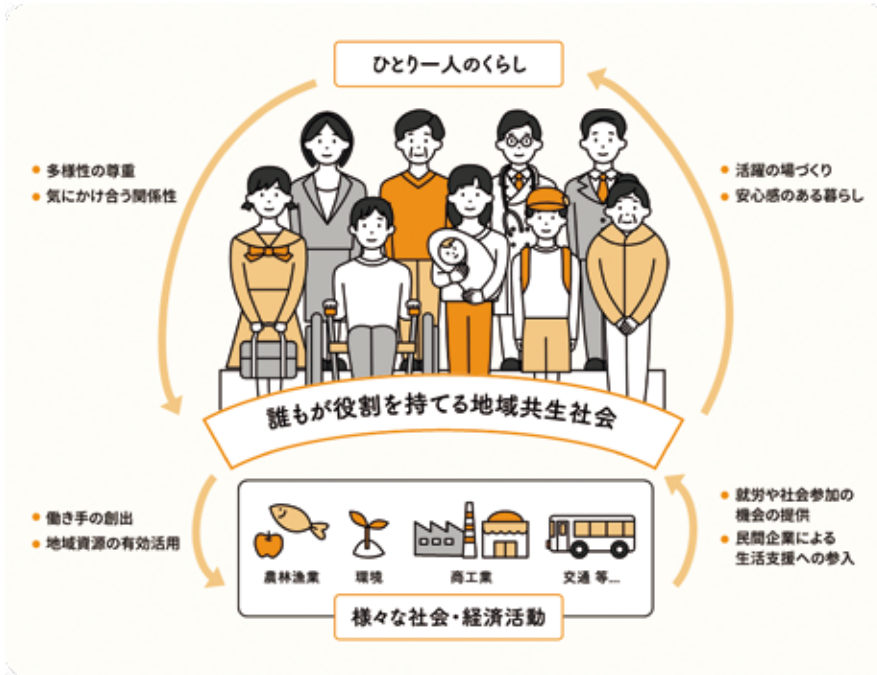 ひとり一人のくらし
多様性の尊重
気にかけ合う関係性
活躍の場づくり
安心感のある暮らし
誰もが役割を持てる地域共生社会
働き手の創出
地域資源の有効活用
就労や社会参加の
機会の提供
民間企業による
生活支援への参入
農林漁業
環境
商工業
交通 等...
様々な社会・経済活動